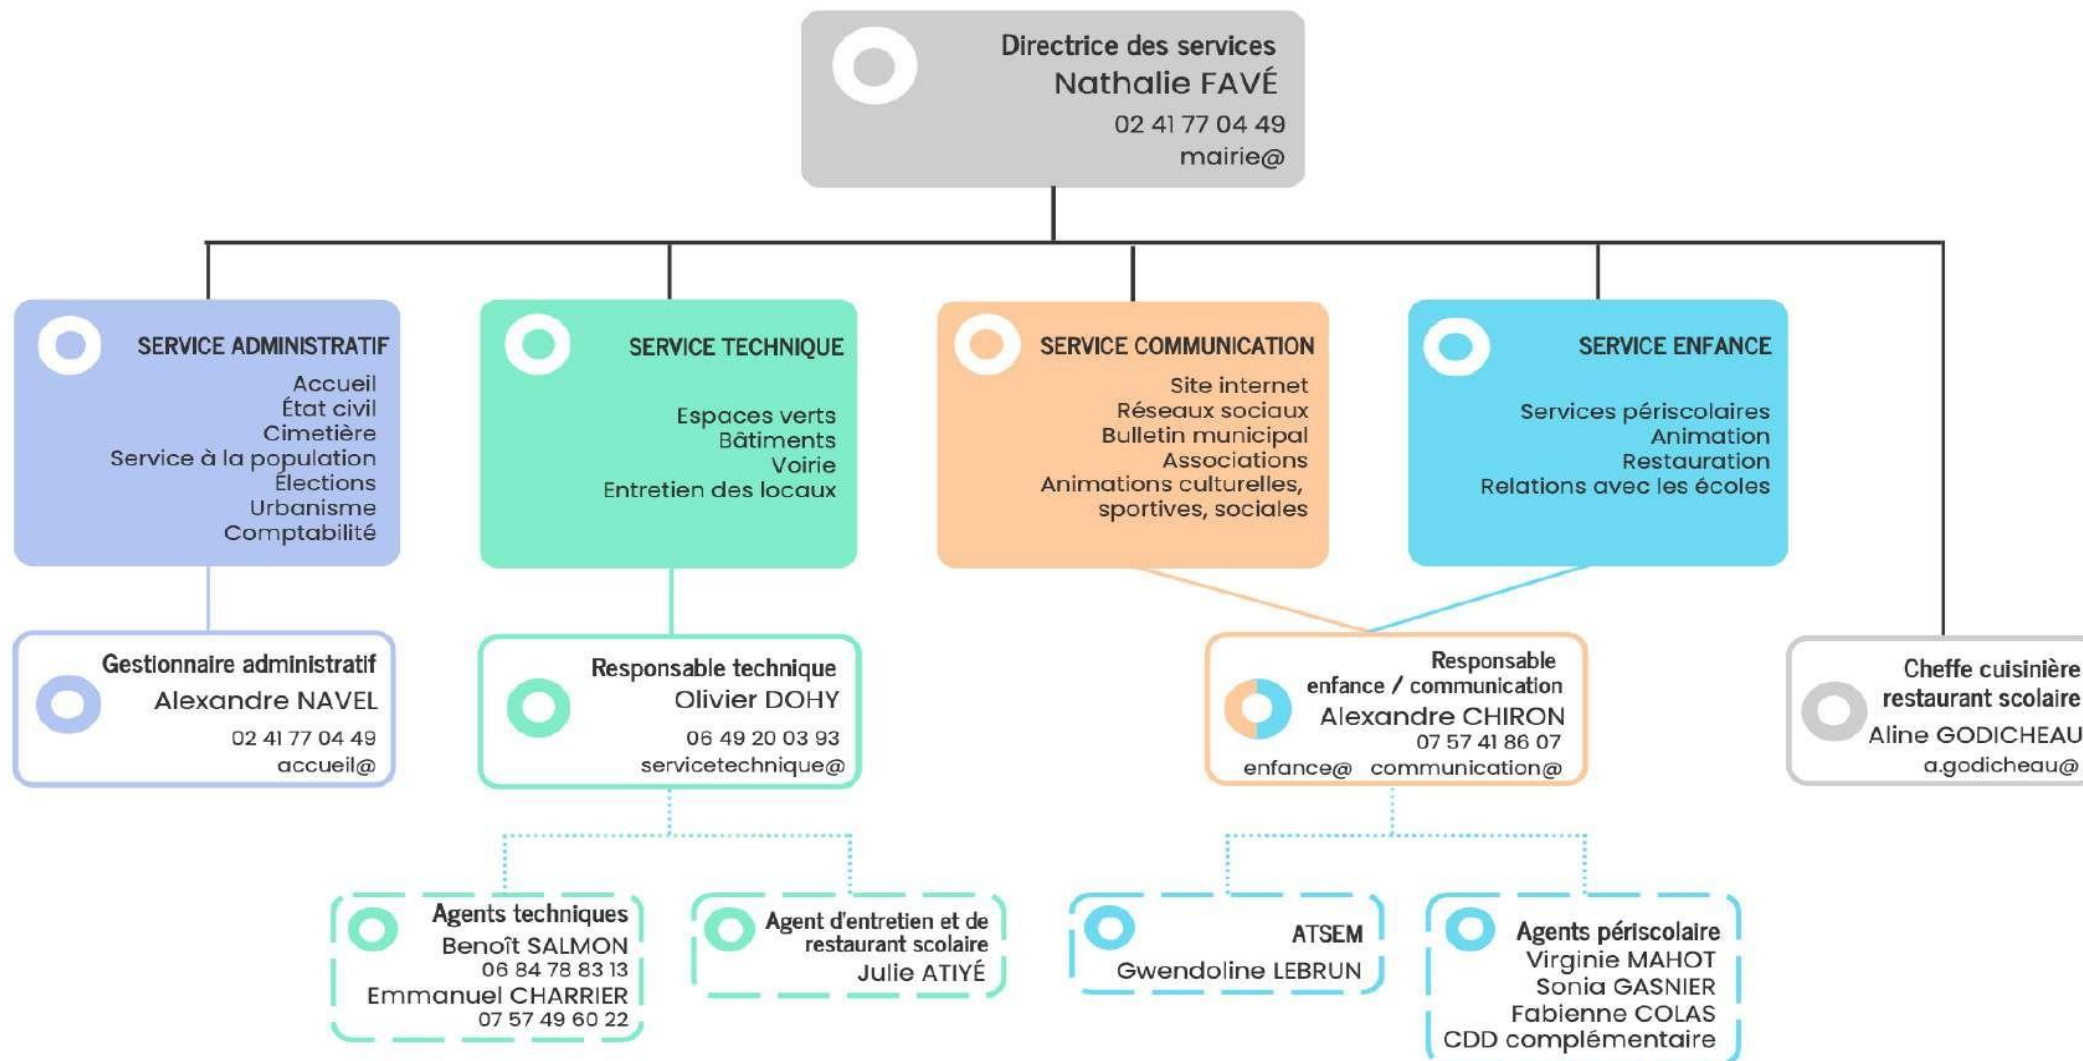 Directrice des services
Nathalie FAVÉ
02 41 77 04 49
mairie@
SERVICE ADMINISTRATIF
Accueil
État civil
Cimetière
Service à la population
Élections
Urbanisme
Comptabilité
SERVICE TECHNIQUE
Espaces verts
Bâtiments
Voirie
Entretien des locaux
SERVICE COMMUNICATION
Site internet
Réseaux sociaux
Bulletin municipal
Associations
Animations culturelles,
sportives, sociales
SERVICE ENFANCE
Services périscolaires
Animation
Restauration
Relations avec les écoles
Gestionnaire administratif
Alexandre NAVEL
02 41 77 04 49
accueil@
Responsable technique
Olivier DOHY
06 49 20 03 93
servicetechnique@
Responsable
enfance / communication
Alexandre CHIRON
07 57 41 86 07
enfance@ communication@
Cheffe cuisinière
restaurant scolaire
Aline GODICHEAU
a.godicheau@
Agents techniques
Benoît SALMON
06 84 78 83 13
Emmanuel CHARRIER
07 57 49 60 22
Agent d'entretien et de
restaurant scolaire
Julie ATIYÉ
ATSEM
Gwendoline LEBRUN
Agents périscolaire
Virginie MAHOT
Sonia GASNIER
Fabienne COLAS
CDD complémentaire